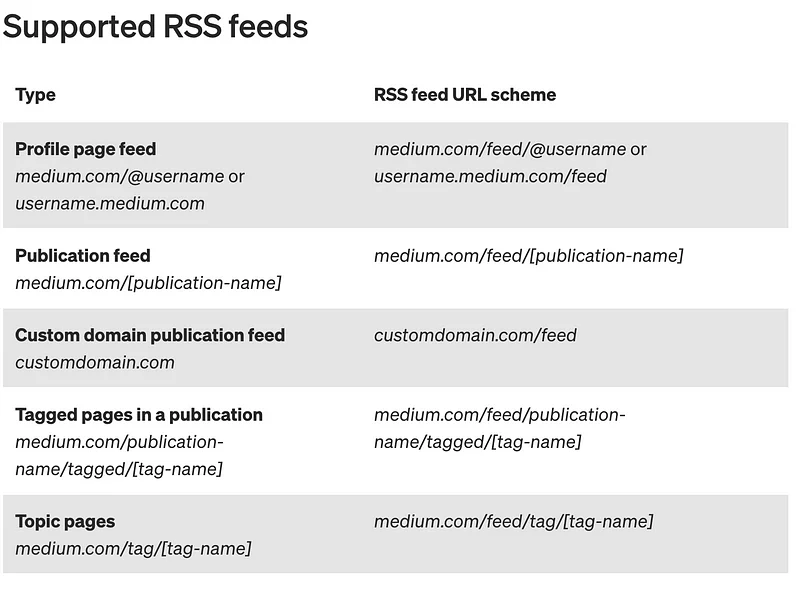 Supported RSS feeds
Type
RSS feed URL scheme
Profile page feed
medium.com/@username or
username.medium.com
medium.com/feed/@username or
username.medium.com/feed
Publication feed
medium.com/[publication-name]
medium.com/feed/[publication-name]
Custom domain publication feed
customdomain.com
customdomain.com/feed
Tagged pages in a publication
medium.com/publication-
name/tagged/[tag-name]
medium.com/feed/publication-
name/tagged/[tag-name]
Topic pages
medium.com/tag/[tag-name]
medium.com/feed/tag/[tag-name]